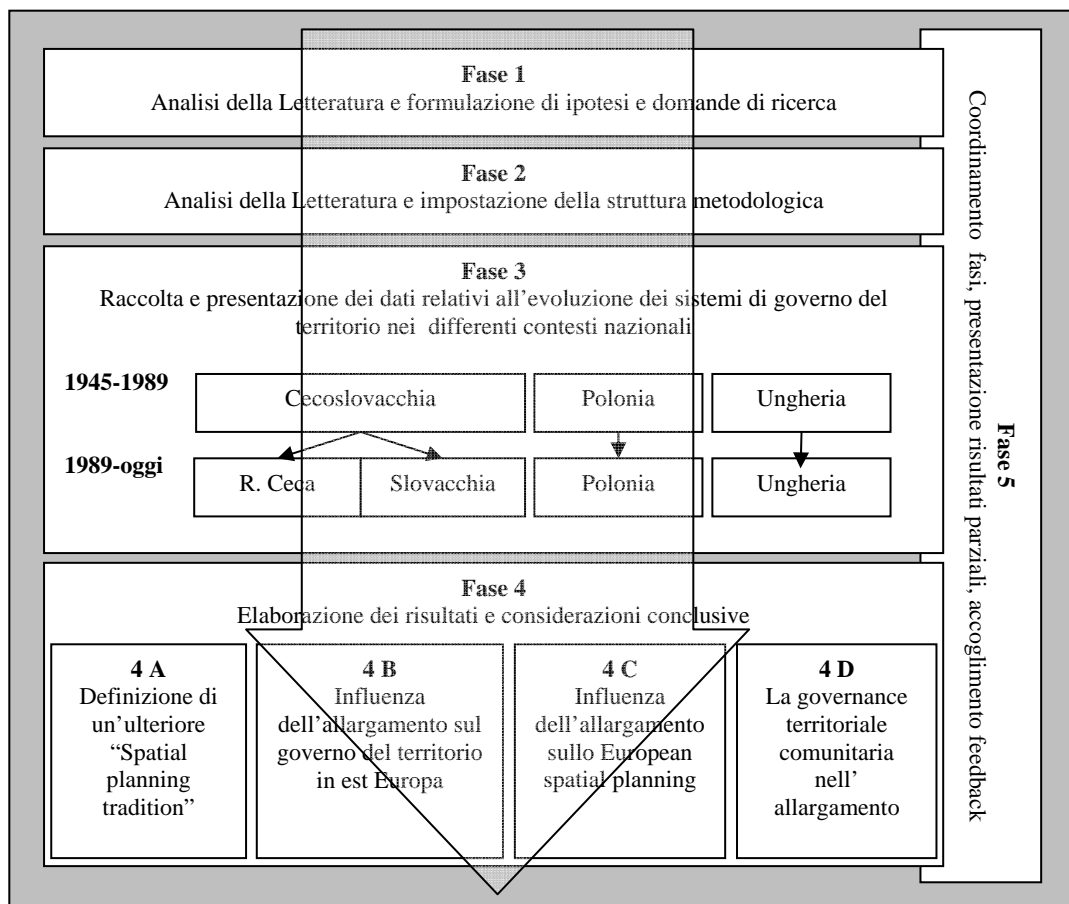 Fase 1
Analisi della Letteratura e formulazione di ipotesi e domande di ricerca
Fase 2
Analisi della Letteratura e impostazione della struttura metodologica
Fase 3
Raccolta e presentazione dei dati relativi all’evoluzione dei sistemi di governo del
territorio nei differenti contesti nazionali
1945-1989
Cecoslovacchia
Polonia
Ungheria
1989-oggi
R. Ceca
Slovacchia
Polonia
Ungheria
Fase 4
Elaborazione dei risultati e considerazioni conclusive
4 A
Definizione di
un’ulteriore
“Spatial
planning
tradition”
4 B
Influenza
dell’allargamento sul
governo del territorio
in est Europa
4 C
Influenza
dell’allargamento
sullo European
spatial planning
4 D
La governance
territoriale
comunitaria
nell’
allargamento
Fase 5
Coordinamento fasi, presentazione risultati parziali, accoglimento feedback